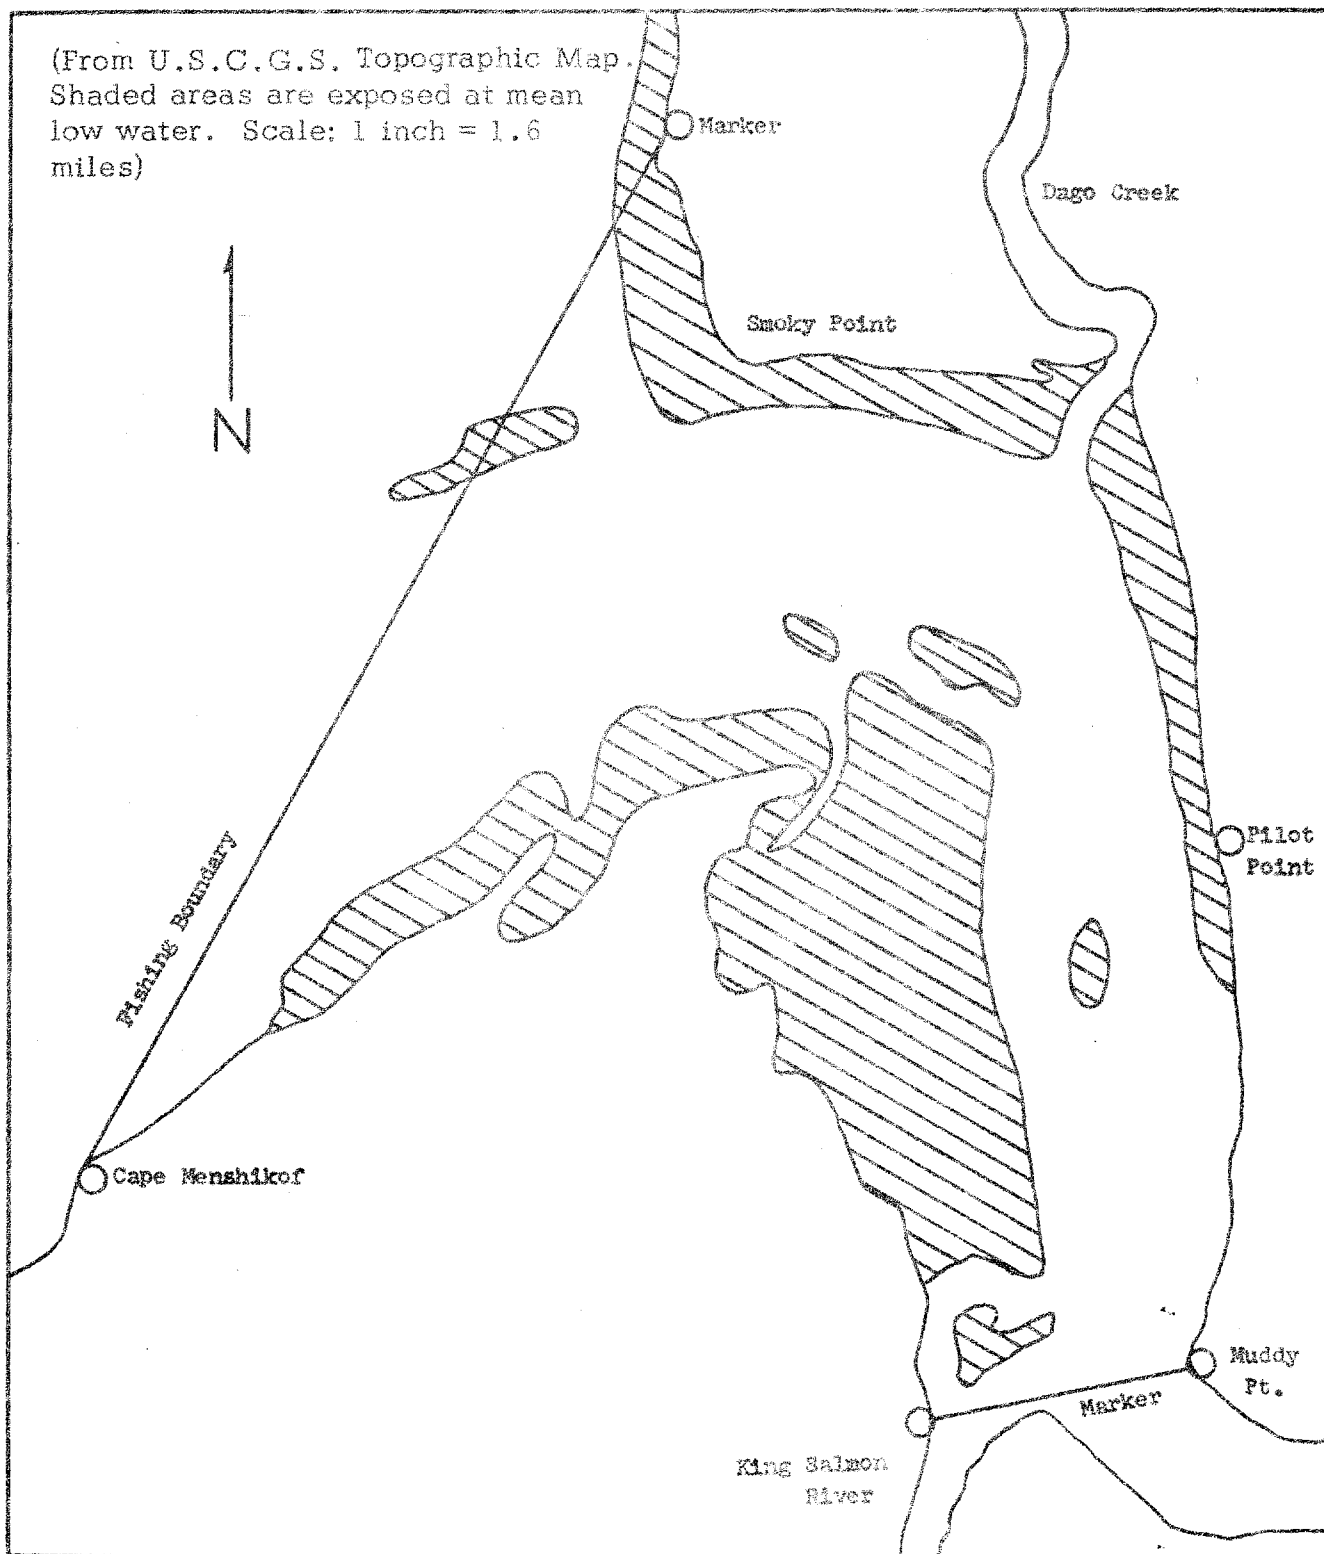 (From U.S.C.G.S. Topographic Map.
Shaded areas are exposed at mean
low water. Scale: 1 inch = 1.6
miles)
Marker
Dago Creek
Smoky Point
N
Fishing Boundary
Pilot
Point
Cape Menshikof
Muddy
Pt.
Marker
King Salmon
River